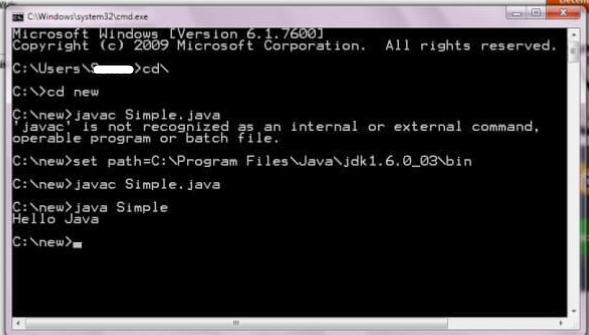 C:\Windows\system32\cmd.exe
Microsoft Windows [Version 6.1.7600]
Copyright (c) 2009 Microsoft Corporation.  All rights reserved.
C:\Users\S >cd\
C:\>cd new
C:\new>javac Simple.java
'javac' is not recognized as an internal or external command,
operable program or batch file.
C:\new>set path=C:\Program Files\Java\jdk1.6.0_03\bin
C:\new>javac Simple.java
C:\new>java Simple
Hello Java
C:\new>